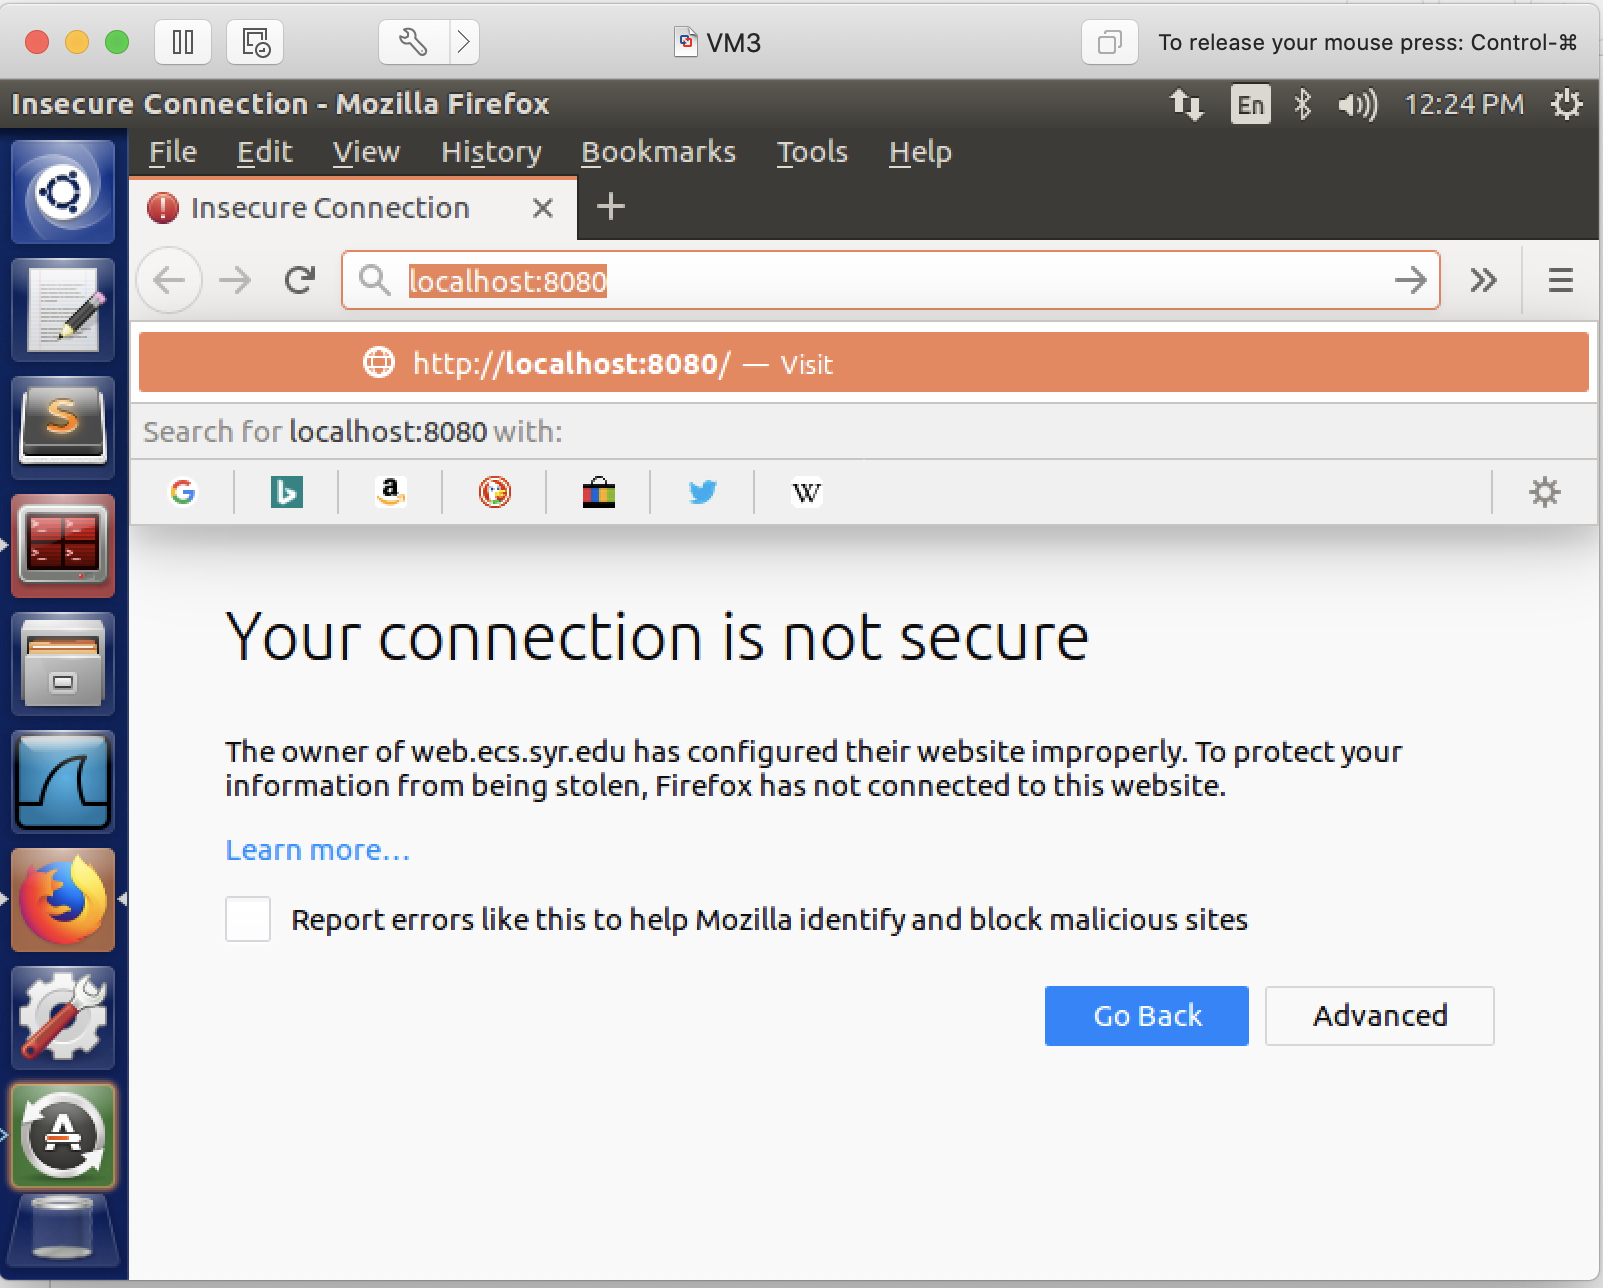 VM3
To release your mouse press: Control-⌘
Insecure Connection - Mozilla Firefox
En
12:24 PM
File Edit View History Bookmarks Tools Help
Insecure Connection
localhost:8080
http://localhost:8080/ — Visit
Search for localhost:8080 with:
Your connection is not secure
The owner of web.ecs.syr.edu has configured their website improperly. To protect your
information from being stolen, Firefox has not connected to this website.
Learn more…
Report errors like this to help Mozilla identify and block malicious sites
Go Back
Advanced